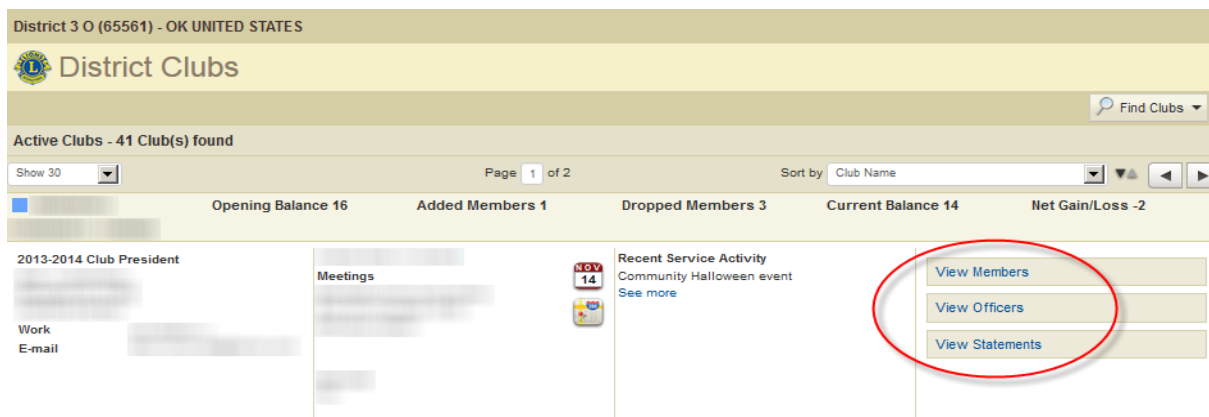 District 3 O (65561) - OK UNITED STATES
L
District Clubs
Find Clubs
Active Clubs - 41 Club(s) found
Show 30 Page 1 of 2 Sort by Club Name
Opening Balance 16 Added Members 1 Dropped Members 3 Current Balance 14 Net Gain/Loss -2
2013-2014 Club President
Work
E-mail
Meetings
NOV
14
Recent Service Activity
Community Halloween event
See more
View Members
View Officers
View Statements